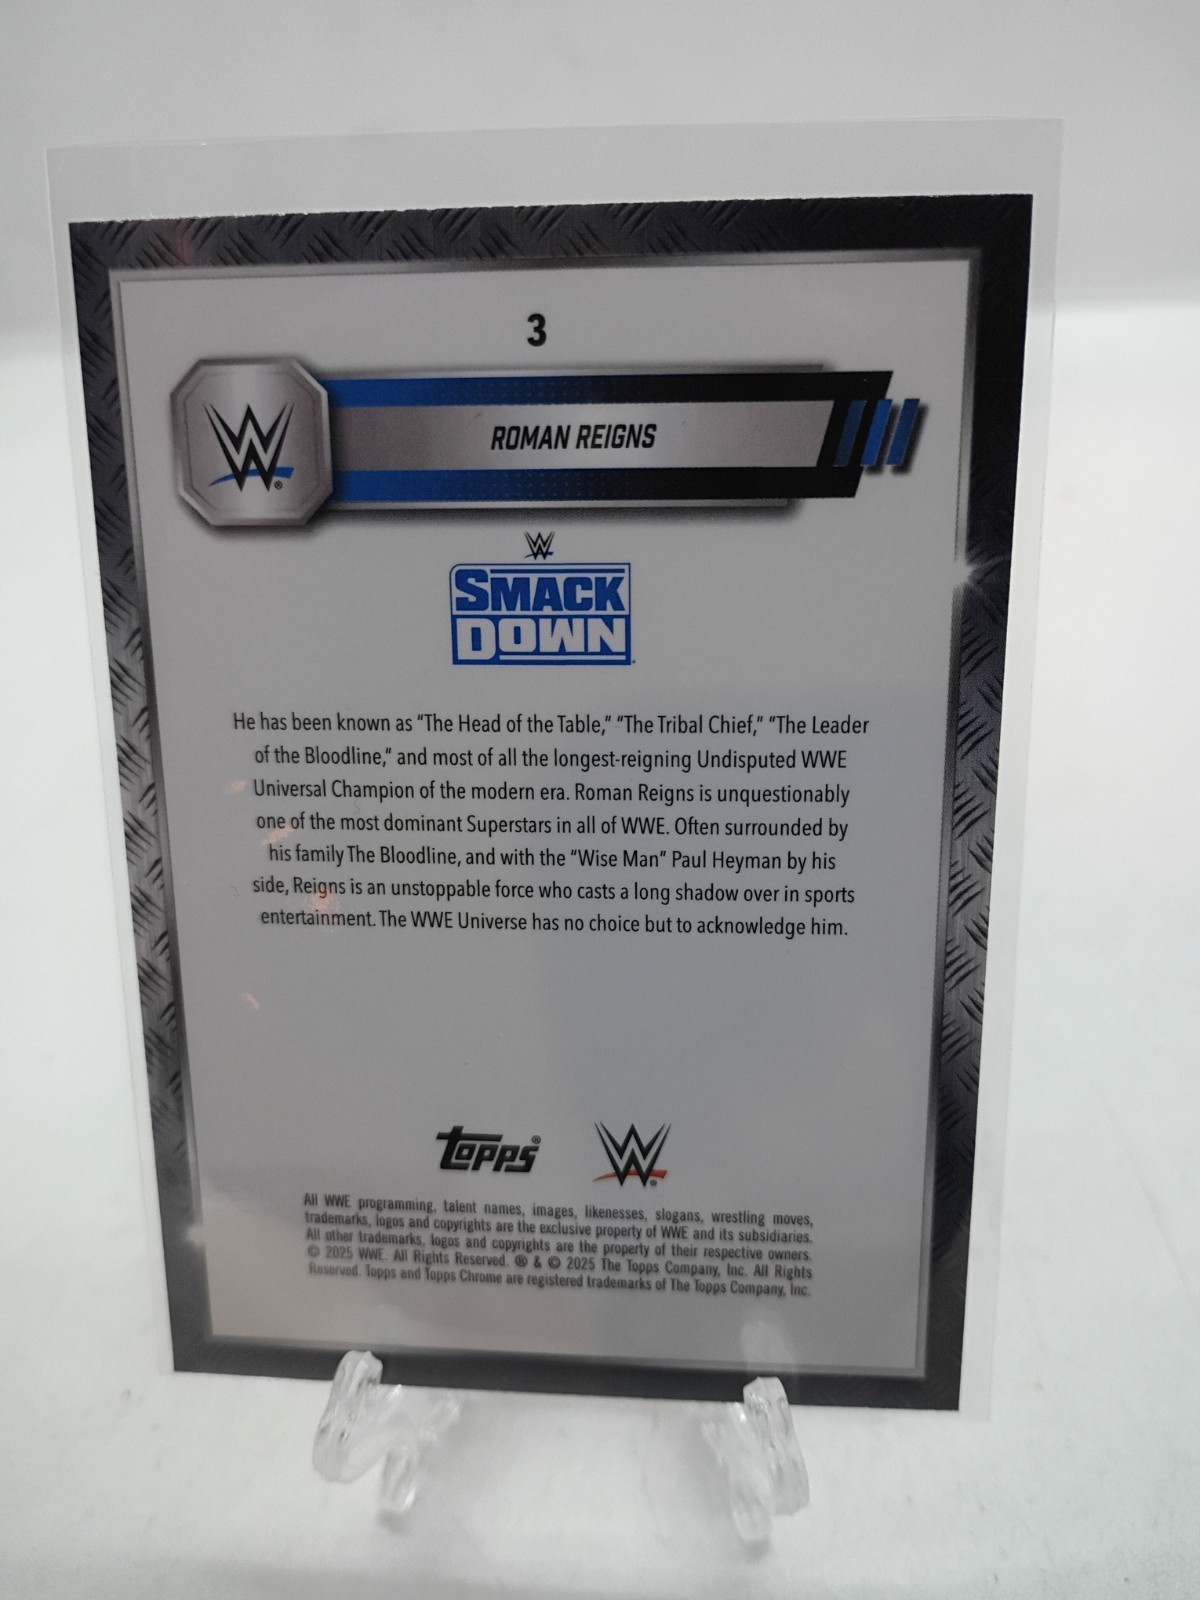 3
W
®
ROMAN REIGNS
W
SMACK
DOWN
He has been known as “The Head of the Table,” “The Tribal Chief,” “The Leader
of the Bloodline,” and most of all the longest-reigning Undisputed WWE
Universal Champion of the modern era. Roman Reigns is unquestionably
one of the most dominant Superstars in all of WWE. Often surrounded by
his family The Bloodline, and with the “Wise Man” Paul Heyman by his
side, Reigns is an unstoppable force who casts a long shadow over in sports
entertainment. The WWE Universe has no choice but to acknowledge him.
Topps® W®
All WWE programming, talent names, images, likenesses, slogans, wrestling moves,
trademarks, logos and copyrights are the exclusive property of WWE and its subsidiaries.
All other trademarks, logos and copyrights are the property of their respective owners.
© 2025 WWE. All Rights Reserved. ® & © 2025 The Topps Company, Inc. All Rights
Reserved. Topps and Topps Chrome are registered trademarks of The Topps Company, Inc.